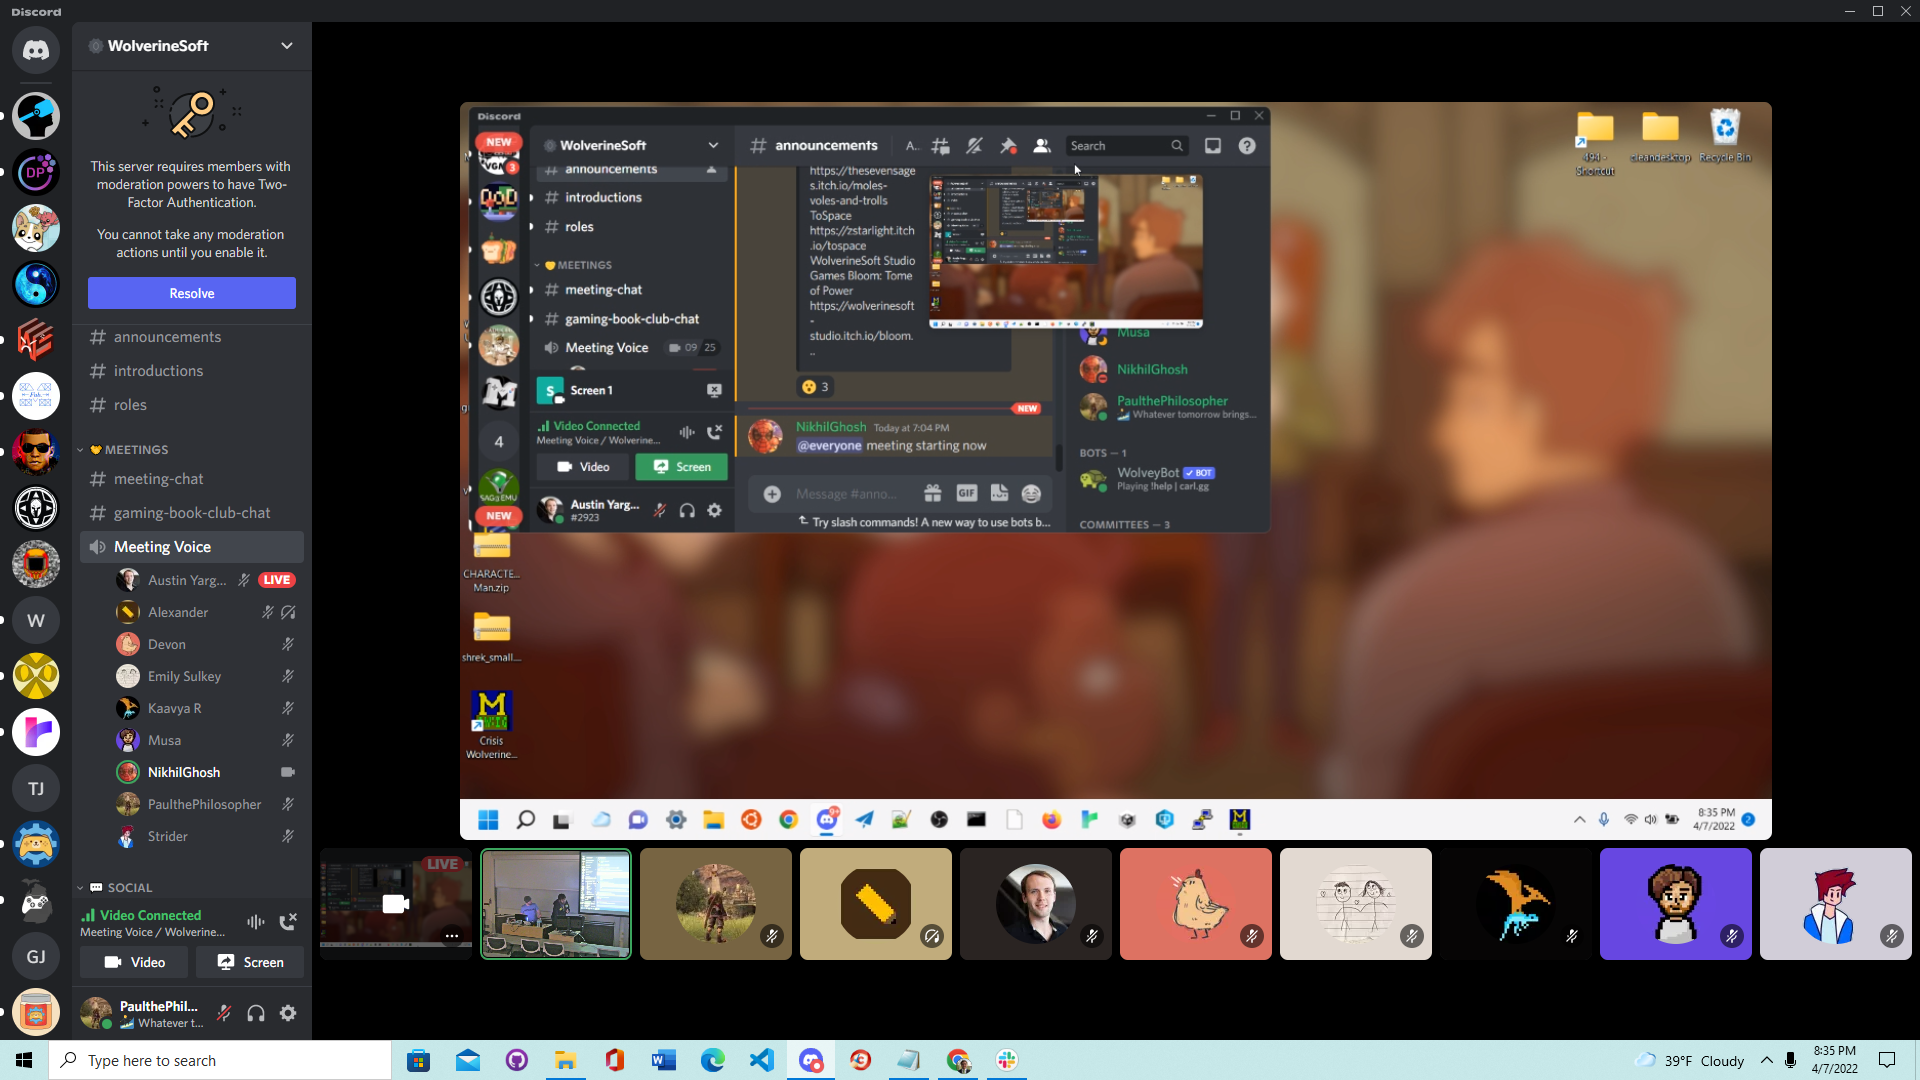 Discord
WolverineSoft
This server requires members with
moderation powers to have Two-
Factor Authentication.
You cannot take any moderation
actions until you enable it.
Resolve
announcements
introductions
roles
MEETINGS
meeting-chat
gaming-book-club-chat
Meeting Voice
Austin Yarg...
LIVE
Alexander
Devon
Emily Sulkey
Kaavya R
Musa
NikhilGhosh
PaulthePhilosopher
Strider
SOCIAL
Video Connected
Meeting Voice / Wolverine...
Video
Screen
PaulthePhil...
Whatever t...
DP
W
TJ
GJ
Discord
NEW
VGN
3
4
SAG3 EMU
NEW
WolverineSoft
announcements
introductions
roles
MEETINGS
meeting-chat
gaming-book-club-chat
Meeting Voice
09 25
S
Screen 1
Video Connected
Meeting Voice / Wolverine...
Video
Screen
Austin Yarg...
#2923
announcements
A..
Search
https://thesevensage
s.itch.io/moles-
voles-and-trolls
ToSpace
https://zstarlight.itch
.io/tospace
WolverineSoft Studio
Games Bloom: Tome
of Power
https://wolverinesoft
-
studio.itch.io/bloom.
..
3
NEW
NikhilGhosh Today at 7:04 PM
@everyone meeting starting now
Message #anno...
GIF
Try slash commands! A new way to use bots b...
Musa
NikhilGhosh
PaulthePhilosopher
Whatever tomorrow brings...
BOTS — 1
WolveyBot BOT
Playing !help | carl.gg
COMMITTEES — 3
494 -
Shortcut
cleandesktop
Recycle Bin
CHARACTE...
Man.zip
shrek_small...
Crisis
Wolverine...
9+
8:35 PM
4/7/2022
2
LIVE
Type here to search
39°F Cloudy
8:35 PM
4/7/2022